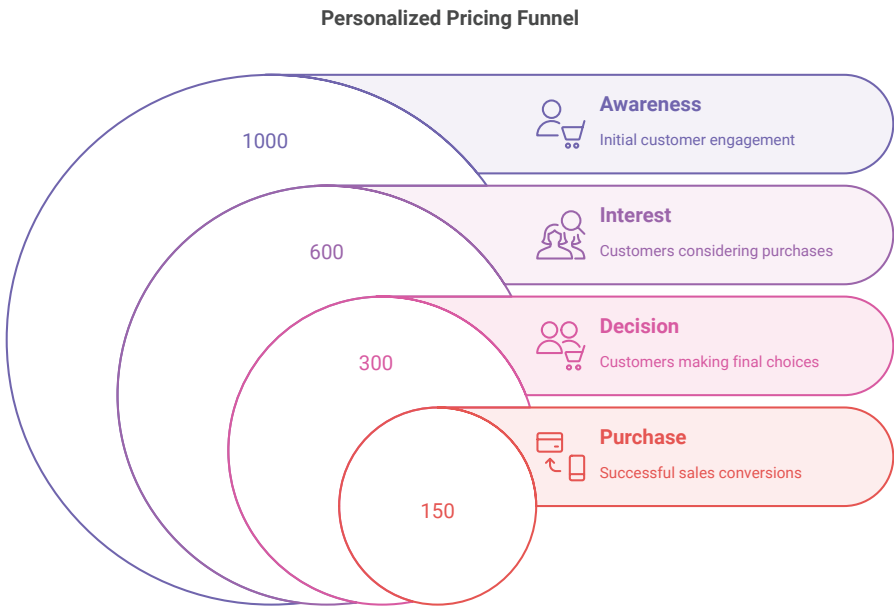 Personalized Pricing Funnel
1000
Awareness
Initial customer engagement
600
Interest
Customers considering purchases
300
Decision
Customers making final choices
150
Purchase
Successful sales conversions